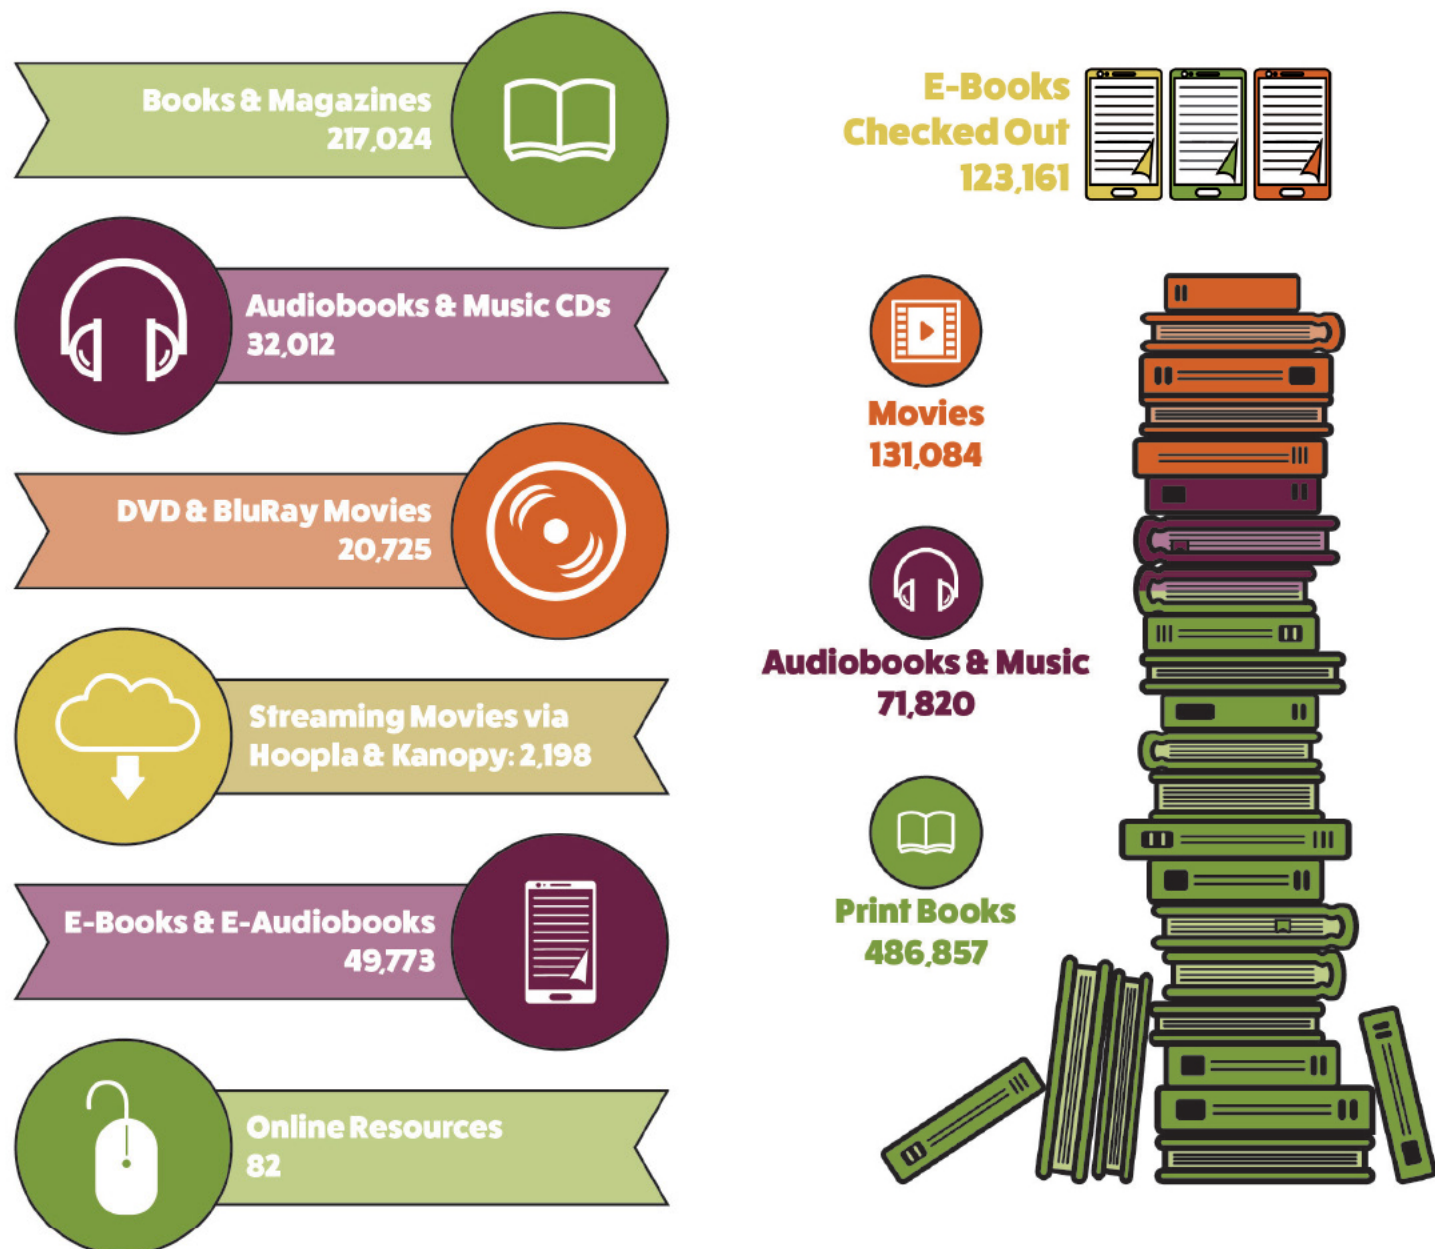 Books & Magazines
217,024
Audiobooks & Music CDs
32,012
DVD & BluRay Movies
20,725
Streaming Movies via
Hoopla & Kanopy: 2,198
E-Books & E-Audiobooks
49,773
Online Resources
82
E-Books
Checked Out
123,161
Movies
131,084
Audiobooks & Music
71,820
Print Books
486,857